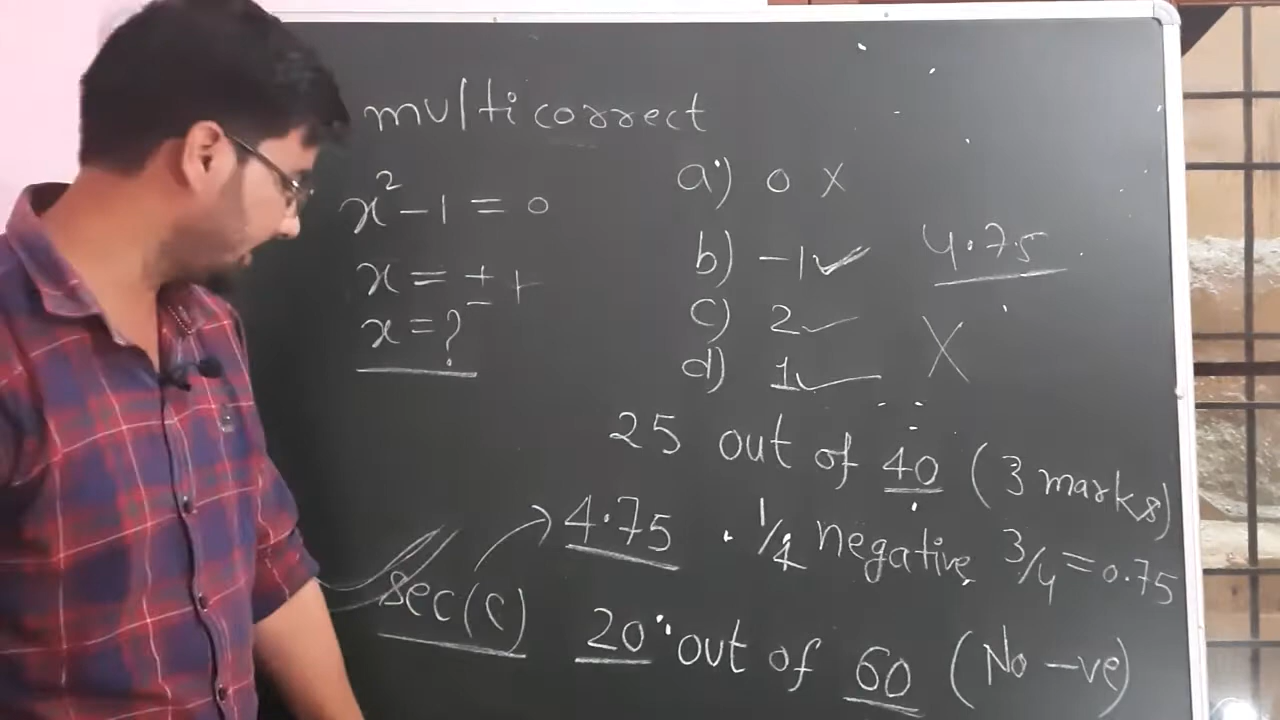 multicorrect
x² - 1 = 0
x = ± 1
x = ?
a) 0 ×
b) -1 ✓
c) 2 ✓
d) 1 ✓
4.75
×
25 out of 40 (3 marks)
4.75 . 1/4 negative 3/4 = 0.75
sec(C)
20 out of 60 (No -ve)